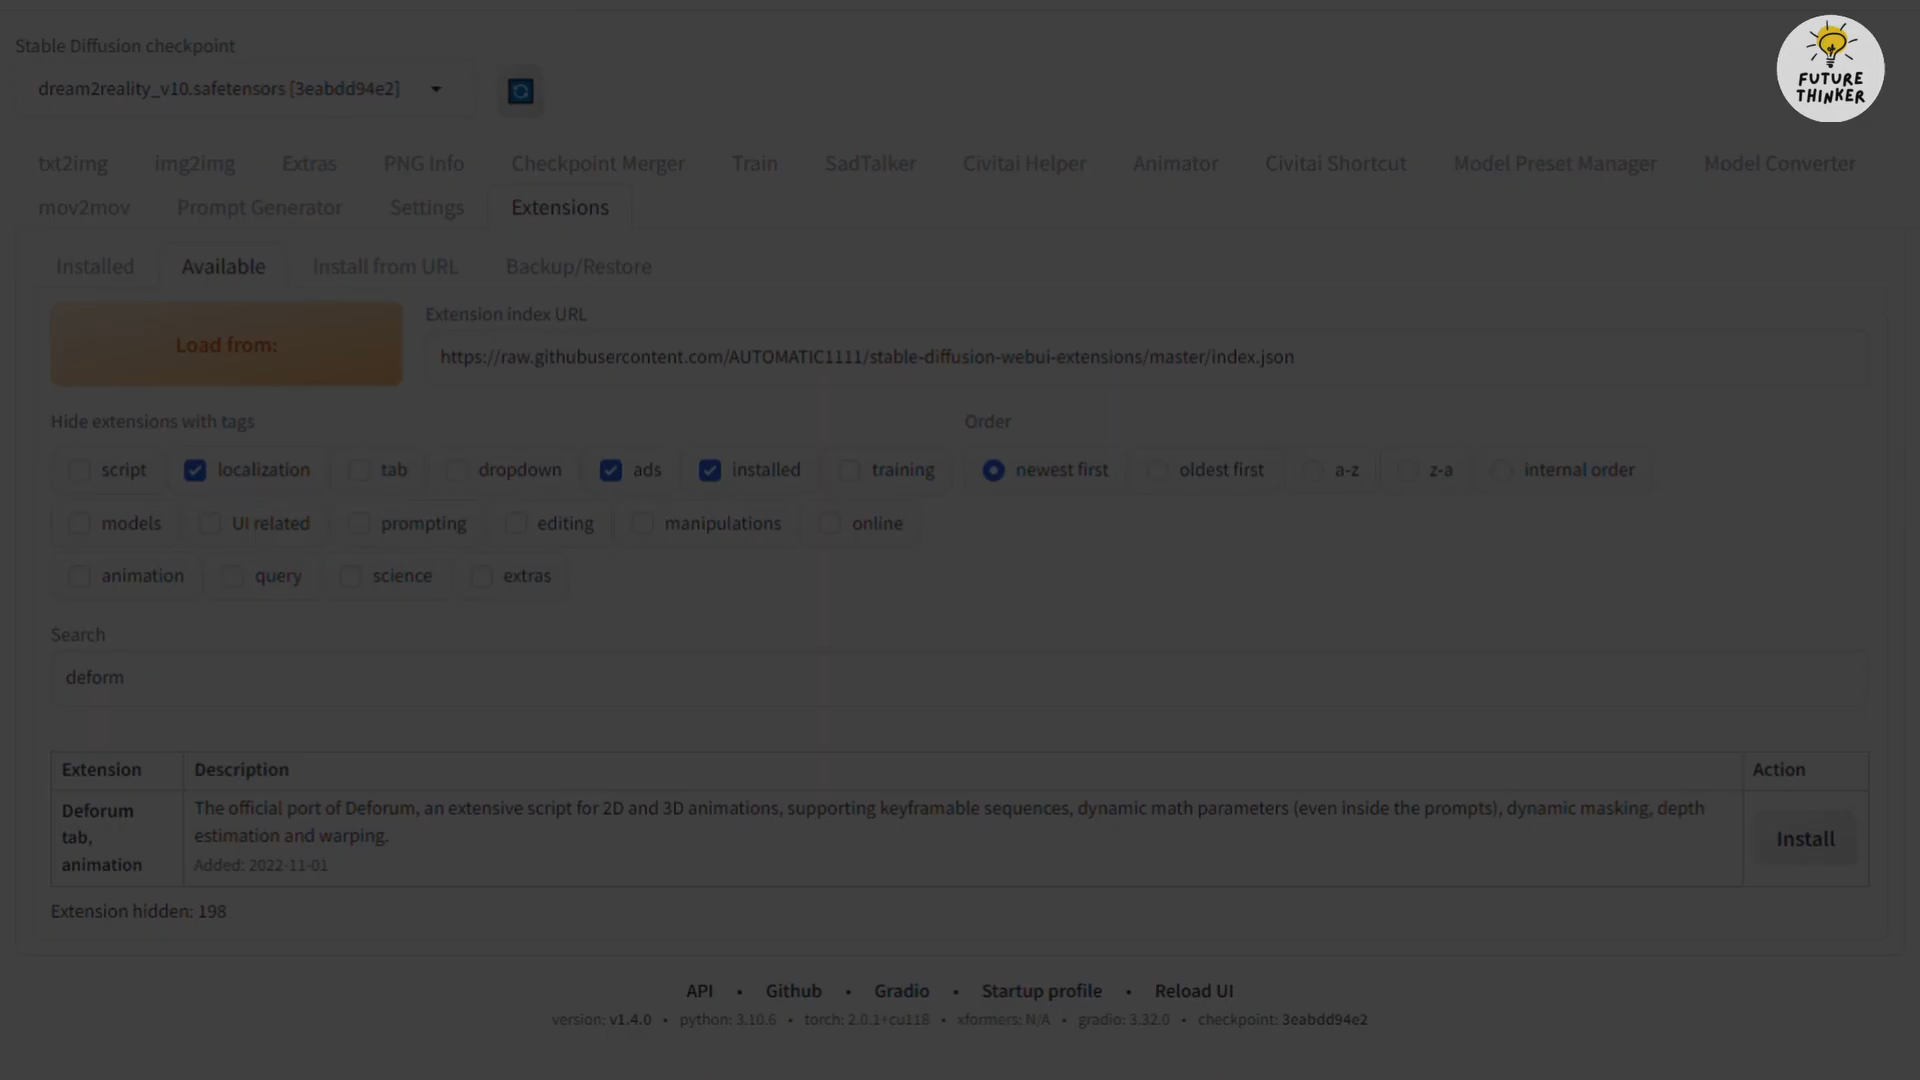 Stable Diffusion checkpoint
dream2reality_v10.safetensors [3eabdd94e2]
FUTURE
THINKER
txt2img img2img Extras PNG Info Checkpoint Merger Train SadTalker Civitai Helper Animator Civitai Shortcut Model Preset Manager Model Converter
mov2mov Prompt Generator Settings Extensions
Installed Available Install from URL Backup/Restore
Load from:
Extension index URL
https://raw.githubusercontent.com/AUTOMATIC1111/stable-diffusion-webui-extensions/master/index.json
Hide extensions with tags
script localization tab dropdown ads installed training
models UI related prompting editing manipulations online
animation query science extras
Order
newest first oldest first a-z z-a internal order
Search
deform
Extension Description Action
Deforum
tab,
animation
The official port of Deforum, an extensive script for 2D and 3D animations, supporting keyframable sequences, dynamic math parameters (even inside the prompts), dynamic masking, depth
estimation and warping.
Added: 2022-11-01
Install
Extension hidden: 198
API • Github • Gradio • Startup profile • Reload UI
version: v1.4.0 • python: 3.10.6 • torch: 2.0.1+cu118 • xformers: N/A • gradio: 3.32.0 • checkpoint: 3eabdd94e2